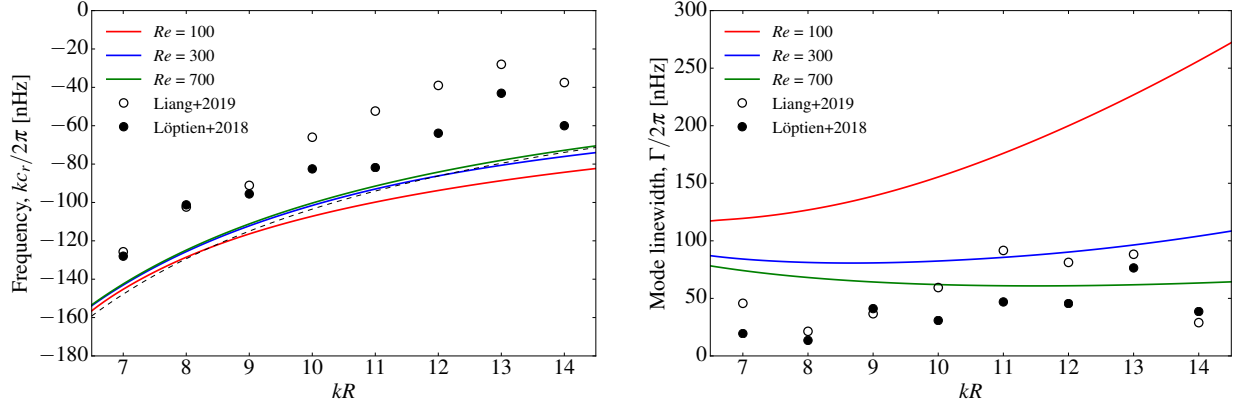 Frequency, kc_r/2π [nHz]
0
−20
−40
−60
−80
−100
−120
−140
−160
−180
Re = 100
Re = 300
Re = 700
Liang+2019
Löptien+2018
7 8 9 10 11 12 13 14
kR
Mode linewidth, Γ/2π [nHz]
300
250
200
150
100
50
0
Re = 100
Re = 300
Re = 700
Liang+2019
Löptien+2018
7 8 9 10 11 12 13 14
kR